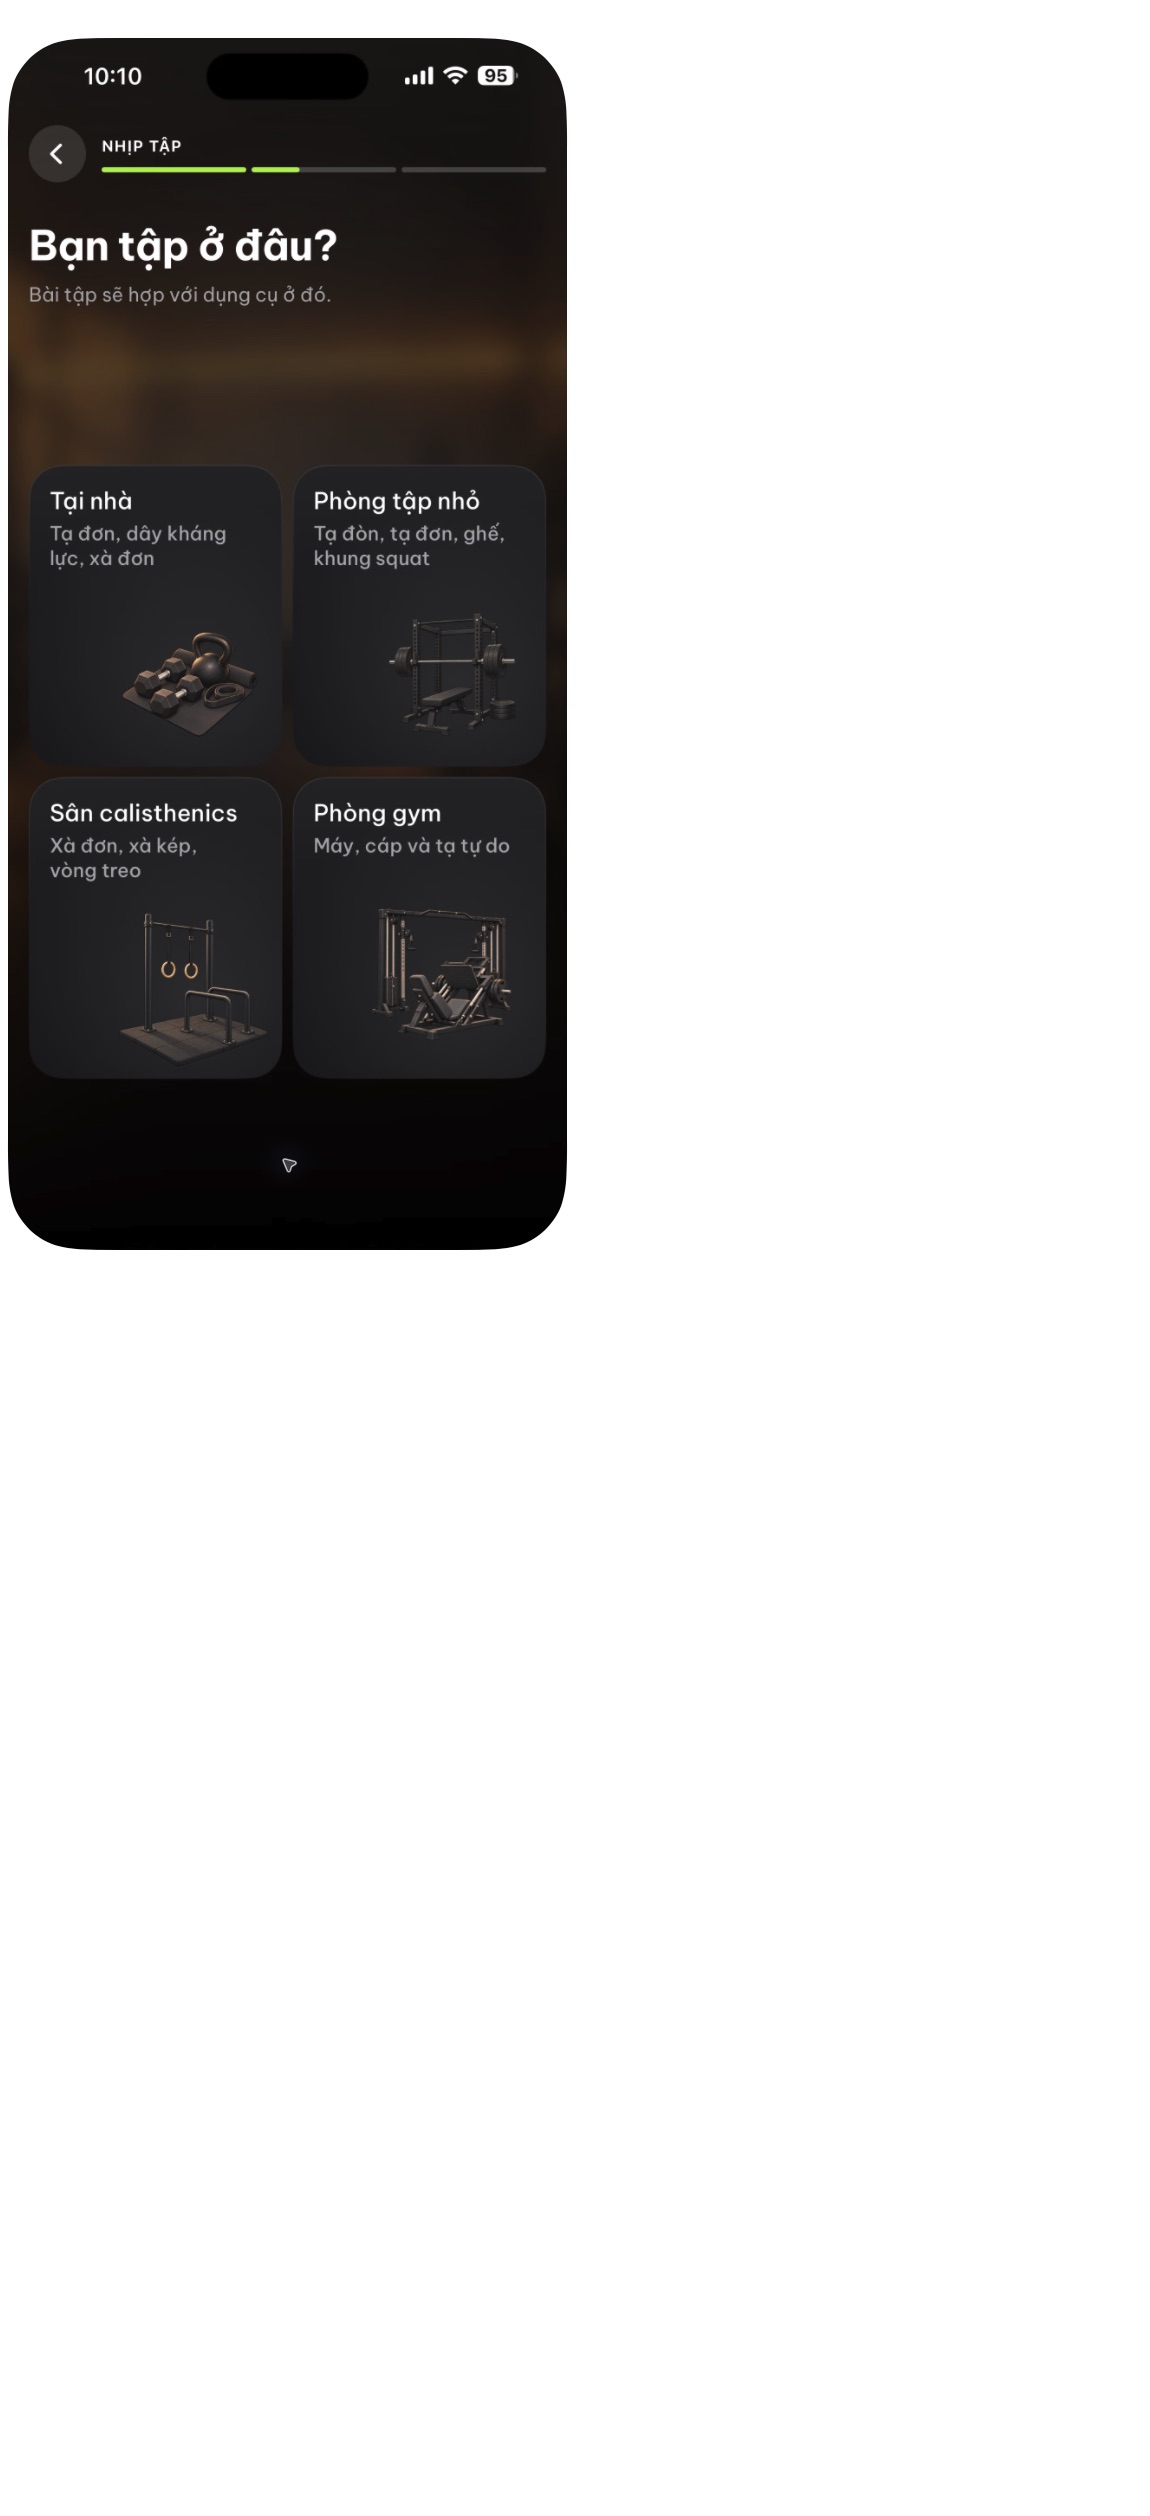 10:10
95
NHỊP TẬP
Bạn tập ở đâu?
Bài tập sẽ hợp với dụng cụ ở đó.
Tại nhà
Tạ đơn, dây kháng
lực, xà đơn
Phòng tập nhỏ
Tạ đòn, tạ đơn, ghế,
khung squat
Sân calisthenics
Xà đơn, xà kép,
vòng treo
Phòng gym
Máy, cáp và tạ tự do